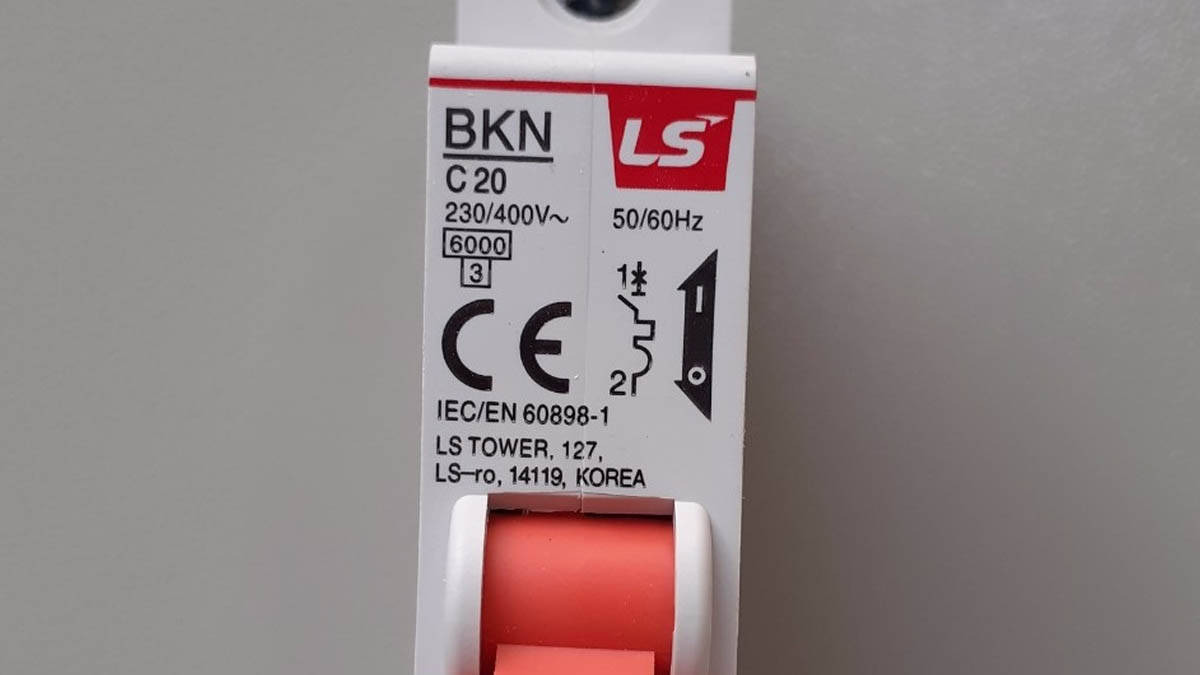 BKN
LS
C 20
230/400V~
50/60Hz
6000
3
1
I
CE
2
O
IEC/EN 60898-1
LS TOWER, 127,
LS-ro, 14119, KOREA